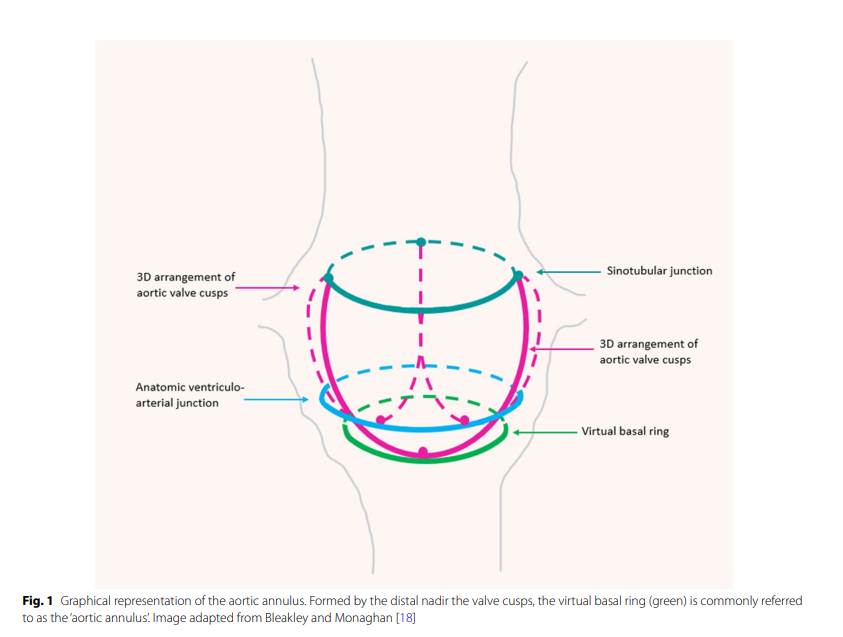 3D arrangement of
aortic valve cusps
Sinotubular junction
3D arrangement of
aortic valve cusps
Anatomic ventriculo-
arterial junction
Virtual basal ring
Fig. 1 Graphical representation of the aortic annulus. Formed by the distal nadir the valve cusps, the virtual basal ring (green) is commonly referred
to as the ‘aortic annulus’. Image adapted from Bleakley and Monaghan [18]